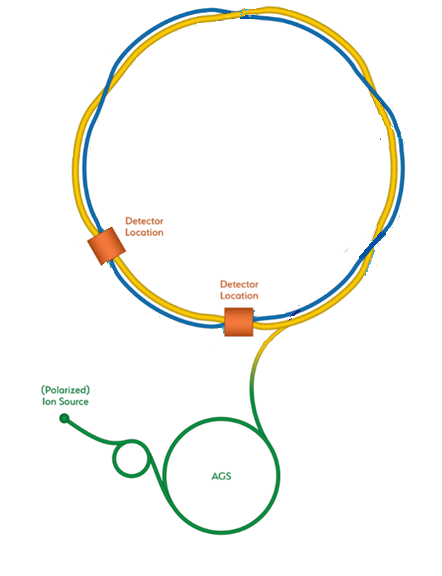 Detector
Location
Detector
Location
(Polarized)
Ion Source
AGS